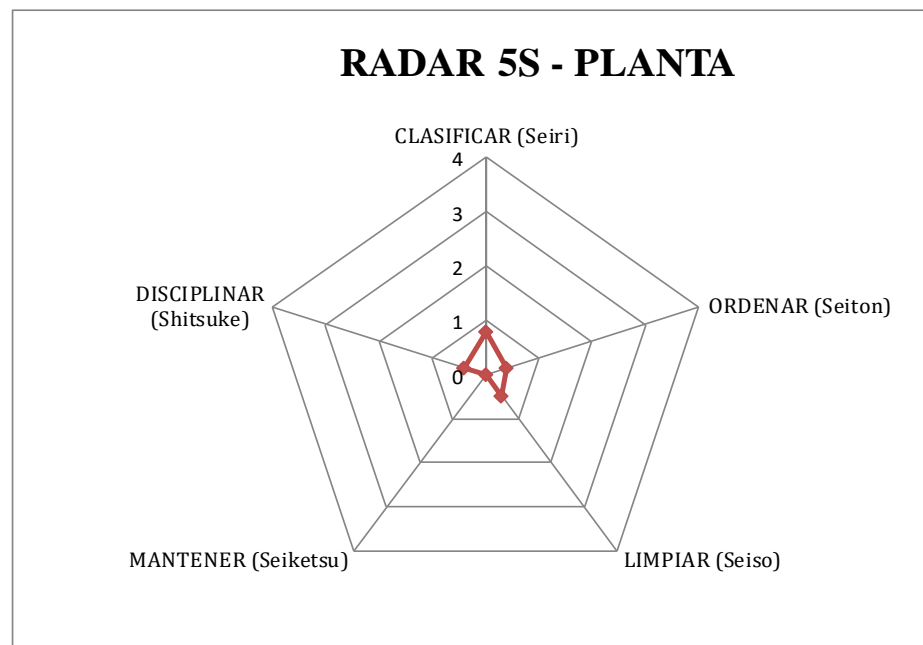 RADAR 5S - PLANTA
CLASIFICAR (Seiri)
4
3
2
1
0
ORDENAR (Seiton)
LIMPIAR (Seiso)
MANTENER (Seiketsu)
DISCIPLINAR
(Shitsuke)